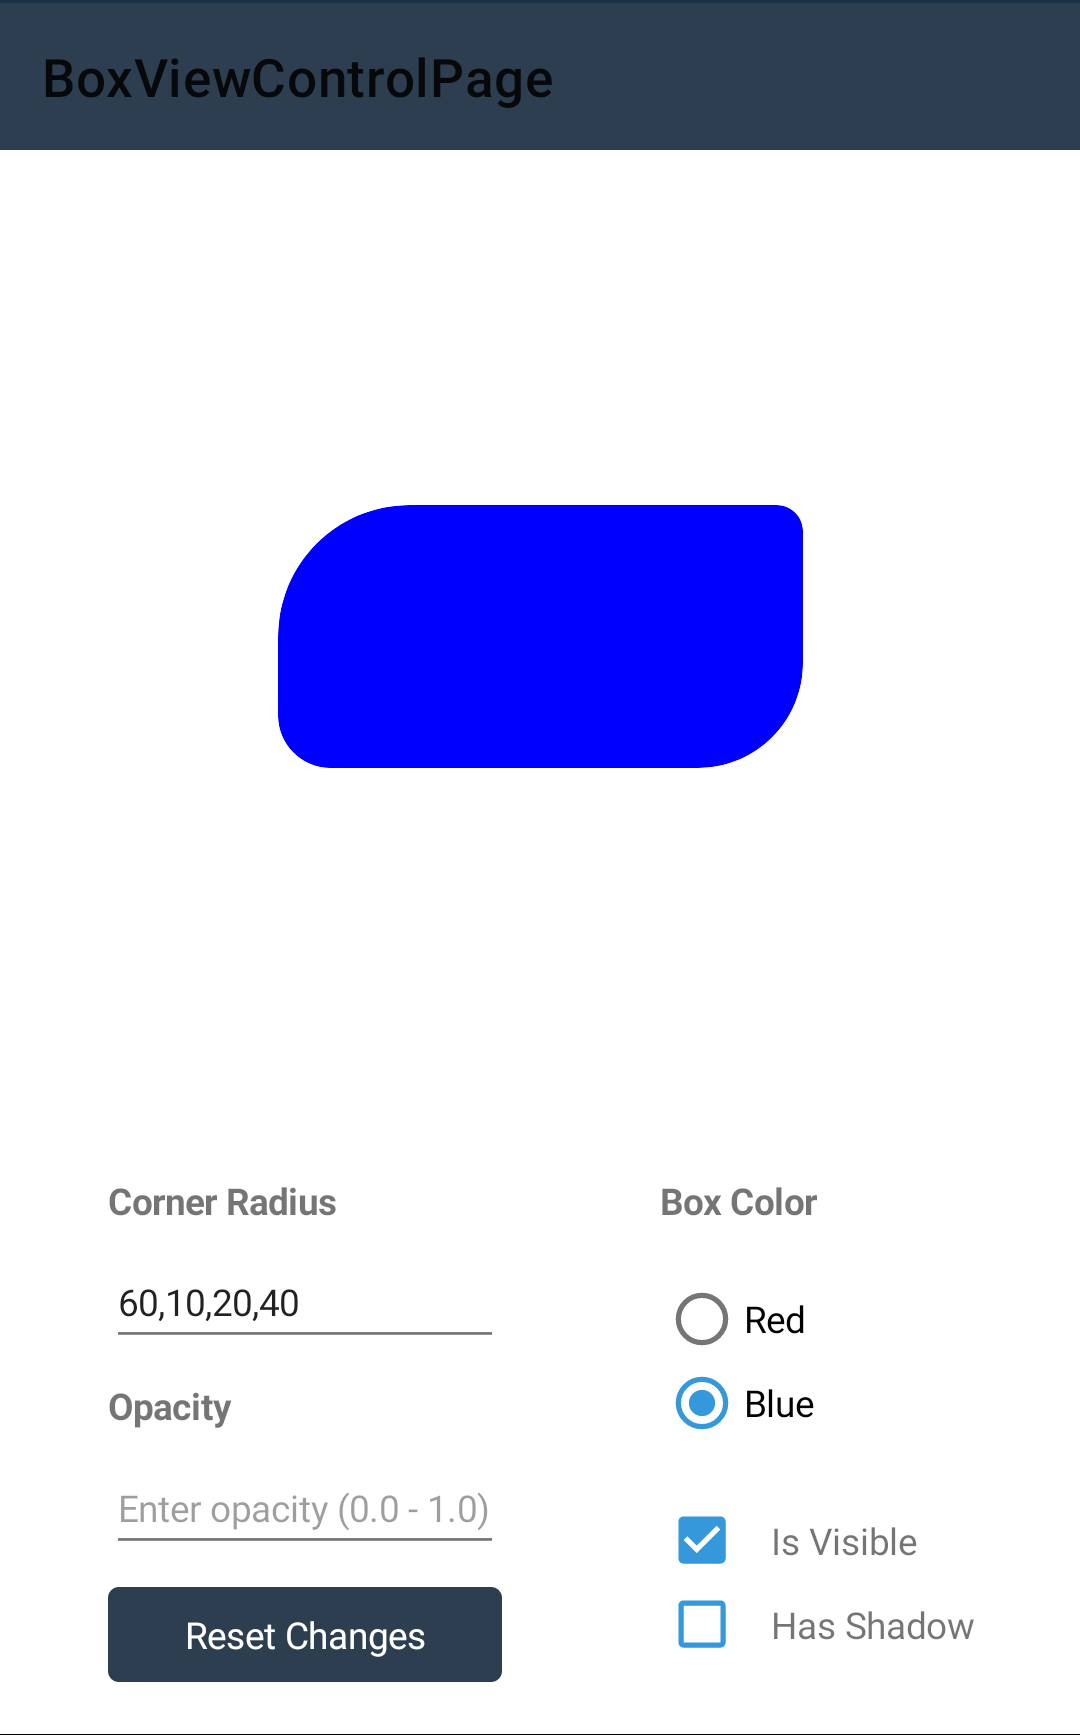 BoxViewControlPage
Corner Radius
60,10,20,40
Opacity
Enter opacity (0.0 - 1.0)
Reset Changes
Box Color
Red
Blue
Is Visible
Has Shadow